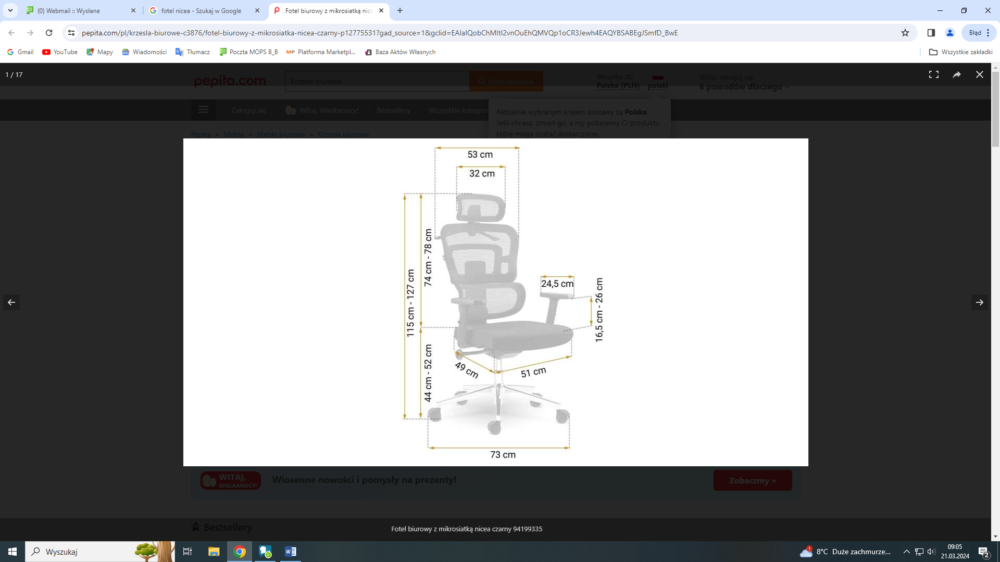 (0) Webmail :: Wysłane
fotel nicea - Szukaj w Google
Fotel biurowy z mikrosiatką nice
pepita.com/pl/krzesla-biurowe-c3876/fotel-biurowy-z-mikrosiatka-nicea-czarny-p12775531?gad_source=1&gclid=EAIaIQobChMItI2vnOuEhQMVQp1oCR3Jewh4EAQYBSABEgJSmfD_BwE
Błąd
Gmail
YouTube
Mapy
Wiadomości
Tłumacz
Poczta MOPS B_B
MP Platforma Marketpl...
Baza Aktów Własnych
Wszystkie zakładki
1 / 17
pepita.com
Krzesła biurowe
Wyszukiwanie
Wysyłka do
Polska (PLN)
polski
Witaj, zaloguj się
6 powodów dlaczego
Zaloguj się
Witaj, Wielkanocy!
Bestsellery
Wszystkie kategori
Aktualnie wybranym krajem dostawy są Polska.
Jeśli chcesz, zmień go, a my pokażemy Ci produkty,
które mogą zostać dostarczone.
Pepita » Meble » Meble biurowe » Krzesła biurowe
53 cm
32 cm
74 cm - 78 cm
115 cm - 127 cm
24,5 cm
16,5 cm - 26 cm
44 cm - 52 cm
49 cm
51 cm
73 cm
WITAJ,
WIELKANOCY!
Wiosenne nowości i pomysły na prezenty!
Zobaczmy »
Bestsellery
Fotel biurowy z mikrosiatką nicea czarny 94199335
Wyszukaj
1
8°C Duże zachmurze...
09:05
21.03.2024
2